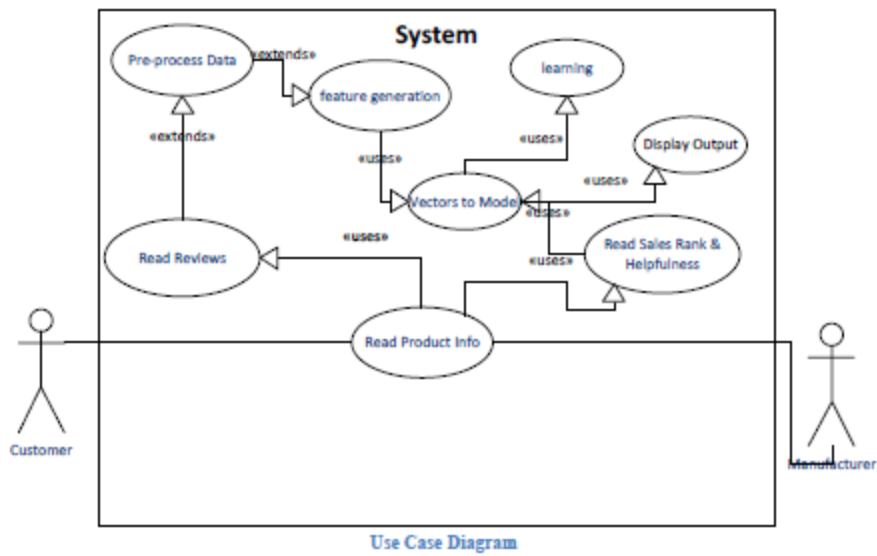 System
Pre-process Data
«extends»
feature generation
learning
«extends»
«uses»
«uses»
Display Output
«uses»
Vectors to Model
«uses»
«uses»
Read Reviews
«uses»
Read Sales Rank &
Helpfulness
Read Product Info
Customer
Manufacturer
Use Case Diagram